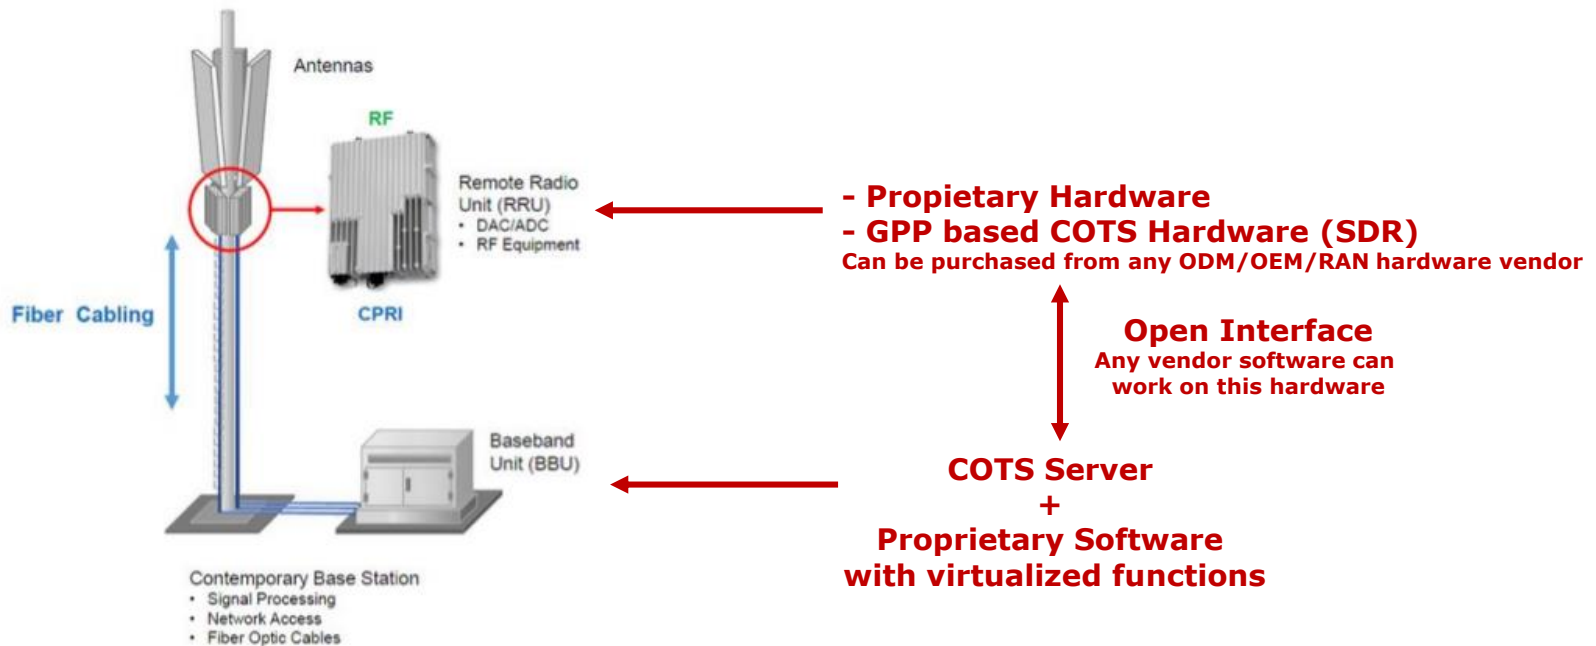 Antennas
RF
Remote Radio
Unit (RRU)
• DAC/ADC
• RF Equipment
CPRI
Fiber Cabling
Baseband
Unit (BBU)
Contemporary Base Station
• Signal Processing
• Network Access
• Fiber Optic Cables
- Propietary Hardware
- GPP based COTS Hardware (SDR)
Can be purchased from any ODM/OEM/RAN hardware vendor
Open Interface
Any vendor software can
work on this hardware
COTS Server
+
Proprietary Software
with virtualized functions